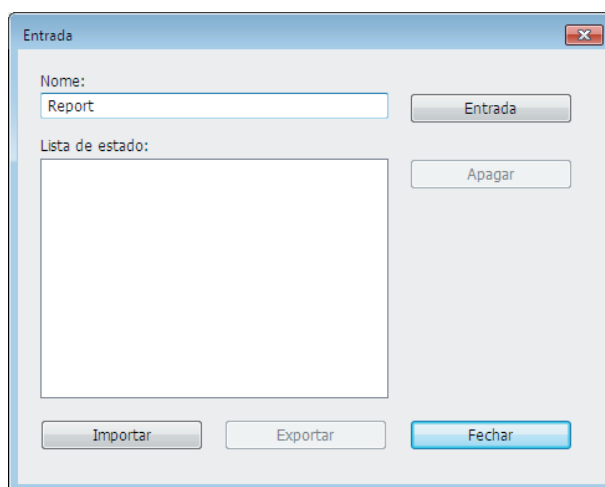 Entrada
Nome:
Report
Entrada
Lista de estado:
Apagar
Importar
Exportar
Fechar